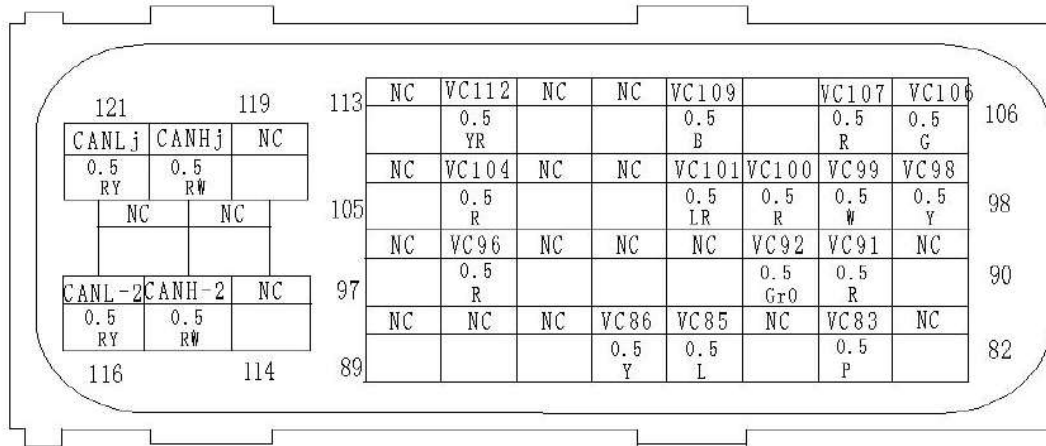 121 119
CANLj CANHj NC
0.5 0.5
RY RW
NC NC
CANL-2 CANH-2 NC
0.5 0.5
RY RW
116 114
113 NC VC112 NC NC VC109 VC107 VC106 106
0.5 0.5 0.5 0.5
YR B R G
105 NC VC104 NC NC VC101 VC100 VC99 VC98 98
0.5 0.5 0.5 0.5 0.5
R LR R W Y
97 NC VC96 NC NC NC VC92 VC91 NC 90
0.5 0.5 0.5
R GrO R
89 NC NC NC VC86 VC85 NC VC83 NC 82
0.5 0.5 0.5
Y L P